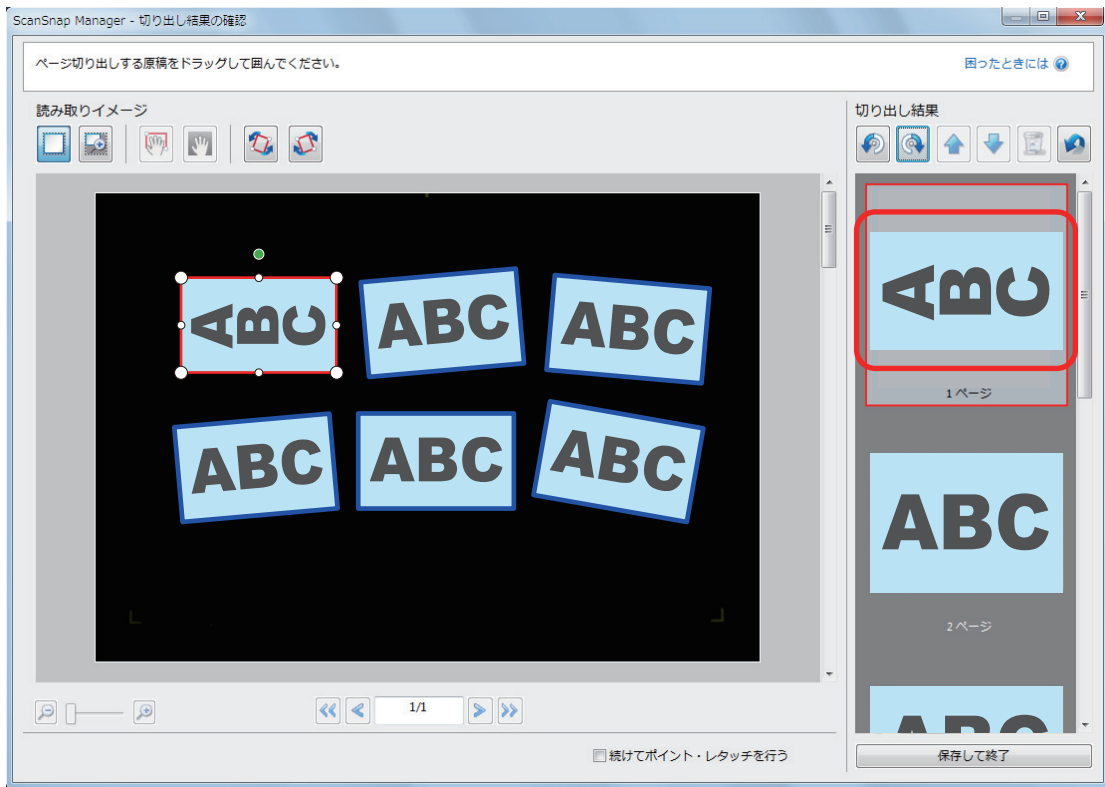 ScanSnap Manager - 切り出し結果の確認
ページ切り出しする原稿をドラッグして囲んでください。
困ったときには
読み取りイメージ
切り出し結果
ABC
ABC
ABC
ABC
ABC
ABC
ABC
1 ページ
ABC
2 ページ
ABC
1/1
続けてポイント・レタッチを行う
保存して終了